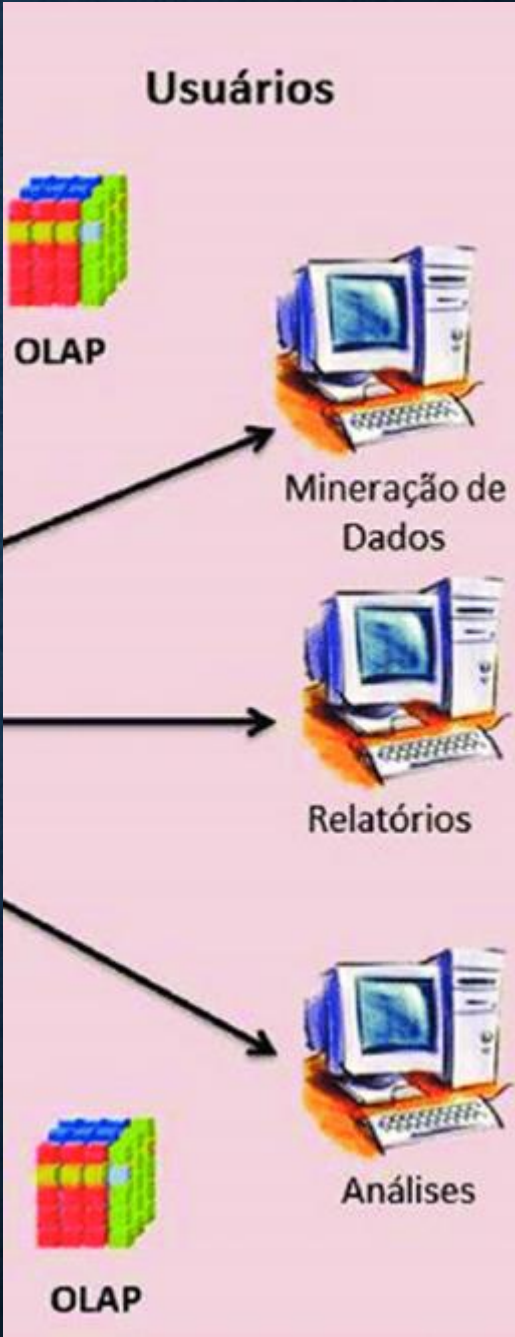 Usuários
OLAP
Mineração de
Dados
Relatórios
Análises
OLAP